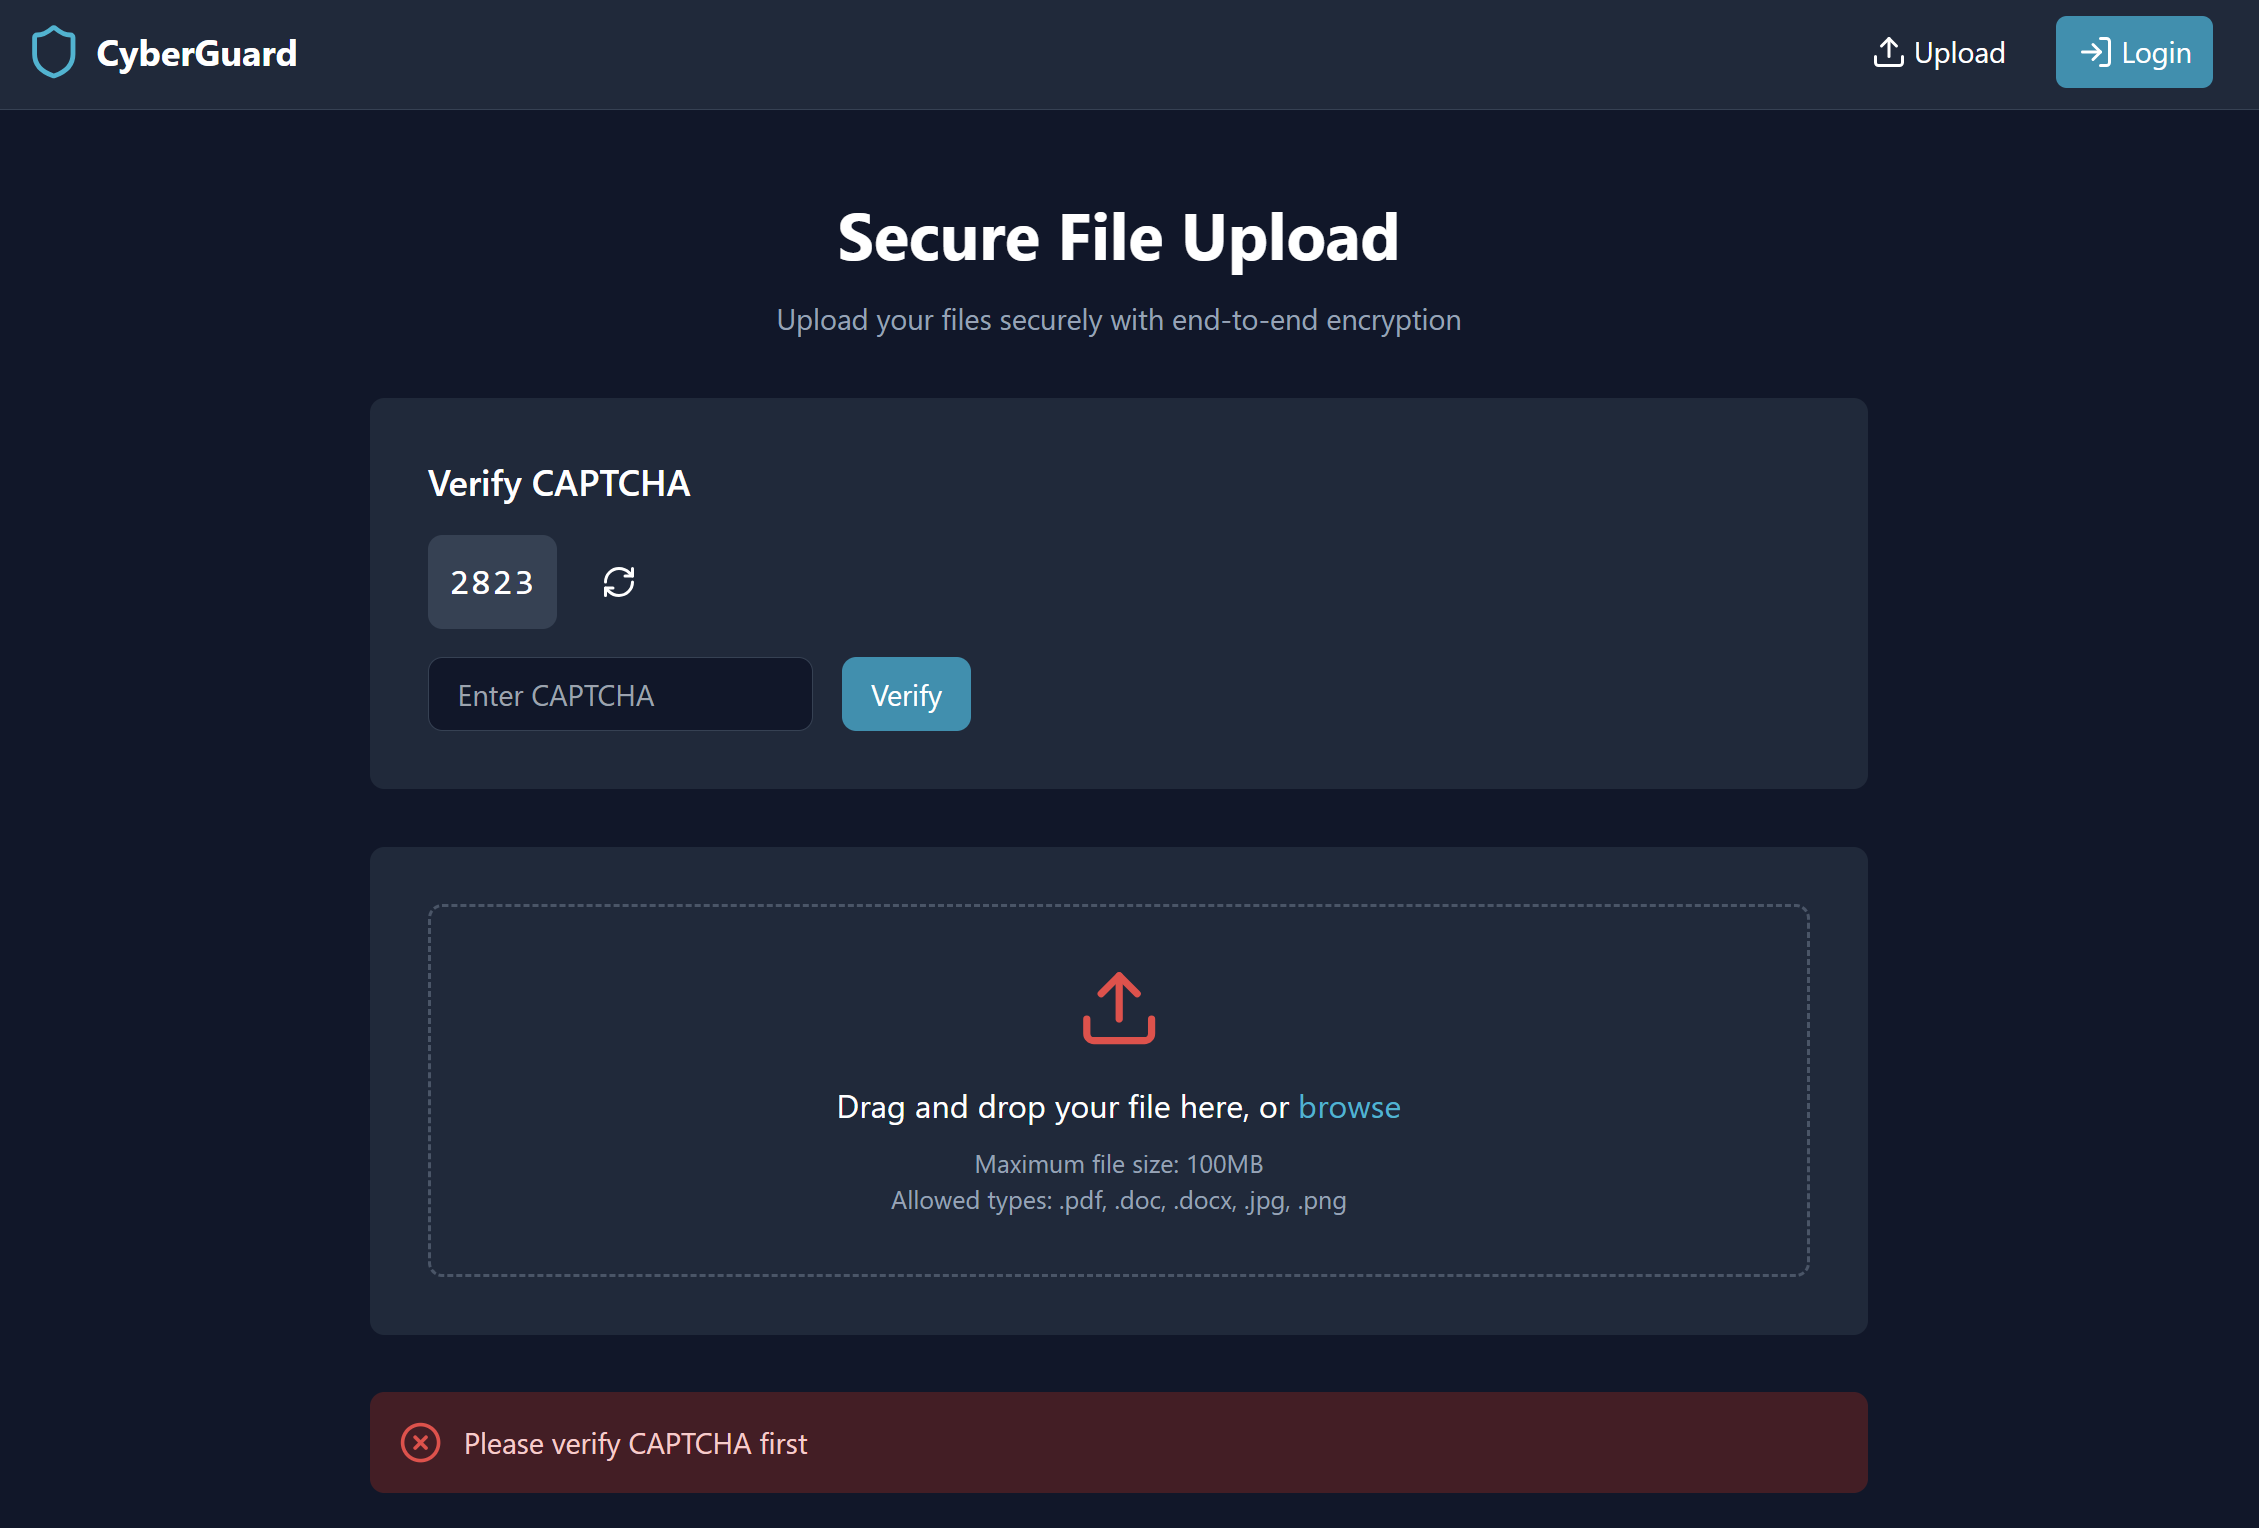 CyberGuard
Upload
Login
Secure File Upload
Upload your files securely with end-to-end encryption
Verify CAPTCHA
2823
Enter CAPTCHA
Verify
Drag and drop your file here, or browse
Maximum file size: 100MB
Allowed types: .pdf, .doc, .docx, .jpg, .png
Please verify CAPTCHA first